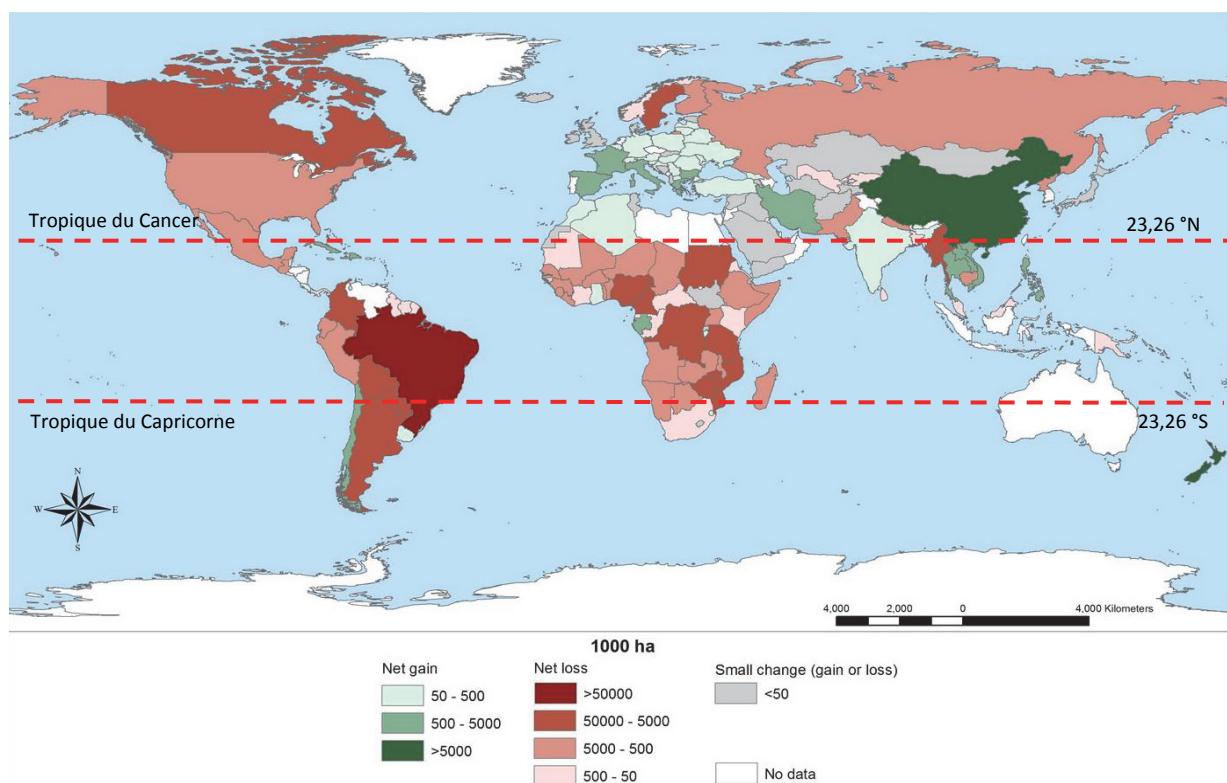 Tropique du Cancer
23,26 °N
Tropique du Capricorne
23,26 °S
N
W E
S
4,000 2,000 0 4,000 Kilometers
1000 ha
Net gain
50 - 500
500 - 5000
>5000
Net loss
>50000
50000 - 5000
5000 - 500
500 - 50
Small change (gain or loss)
<50
No data